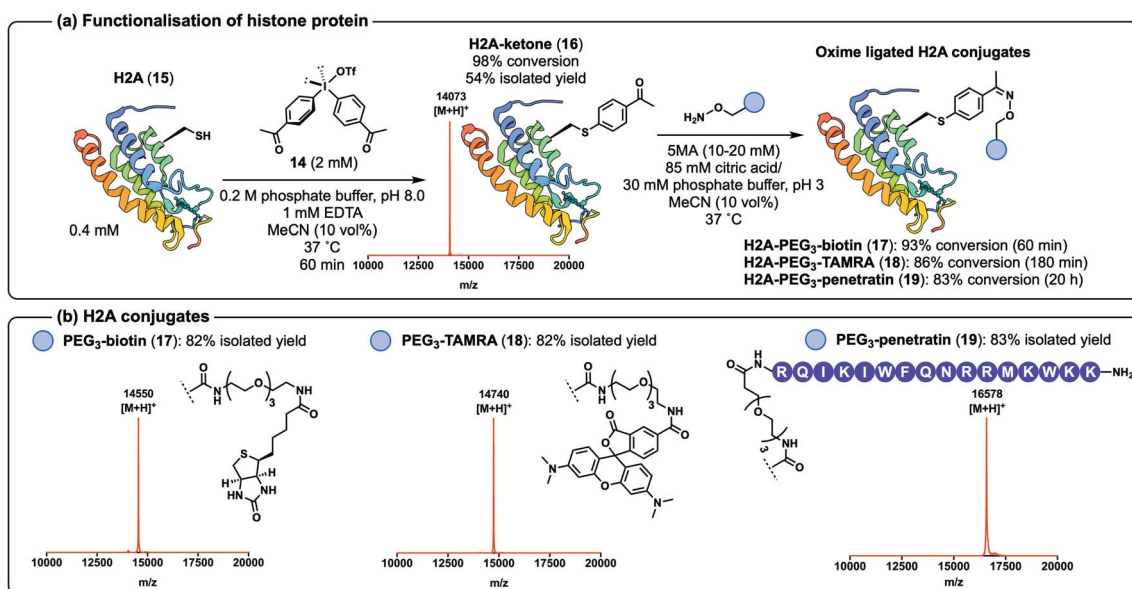 (a) Functionalisation of histone protein
H2A (15)
SH
0.4 mM
OTf
I
O
O
14 (2 mM)
0.2 M phosphate buffer, pH 8.0
1 mM EDTA
MeCN (10 vol%)
37 ˚C
60 min
H2A-ketone (16)
98% conversion
54% isolated yield
14073
[M+H]⁺
S
O
10000 12500 15000 17500 20000
m/z
H₂N
O
5MA (10-20 mM)
85 mM citric acid/
30 mM phosphate buffer, pH 3
MeCN (10 vol%)
37 ˚C
Oxime ligated H2A conjugates
S
N
O
H2A-PEG₃-biotin (17): 93% conversion (60 min)
H2A-PEG₃-TAMRA (18): 86% conversion (180 min)
H2A-PEG₃-penetratin (19): 83% conversion (20 h)
(b) H2A conjugates
PEG₃-biotin (17): 82% isolated yield
14550
[M+H]⁺
O
N
H
O
3
NH
O
S
H
H
HN
NH
O
10000 12500 15000 17500 20000
m/z
PEG₃-TAMRA (18): 82% isolated yield
14740
[M+H]⁺
O
N
H
O
3
NH
O
O
O
N
O
N
10000 12500 15000 17500 20000
m/z
PEG₃-penetratin (19): 83% isolated yield
H
N
R Q I K I W F Q N R R M K W K K NH₂
O
O
3
NH
O
16578
[M+H]⁺
10000 12500 15000 17500 20000
m/z